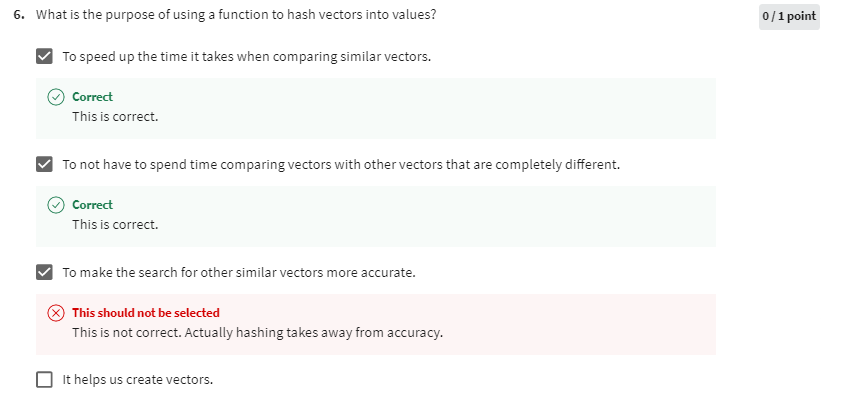 6. What is the purpose of using a function to hash vectors into values?
0 / 1 point
To speed up the time it takes when comparing similar vectors.
Correct
This is correct.
To not have to spend time comparing vectors with other vectors that are completely different.
Correct
This is correct.
To make the search for other similar vectors more accurate.
This should not be selected
This is not correct. Actually hashing takes away from accuracy.
It helps us create vectors.